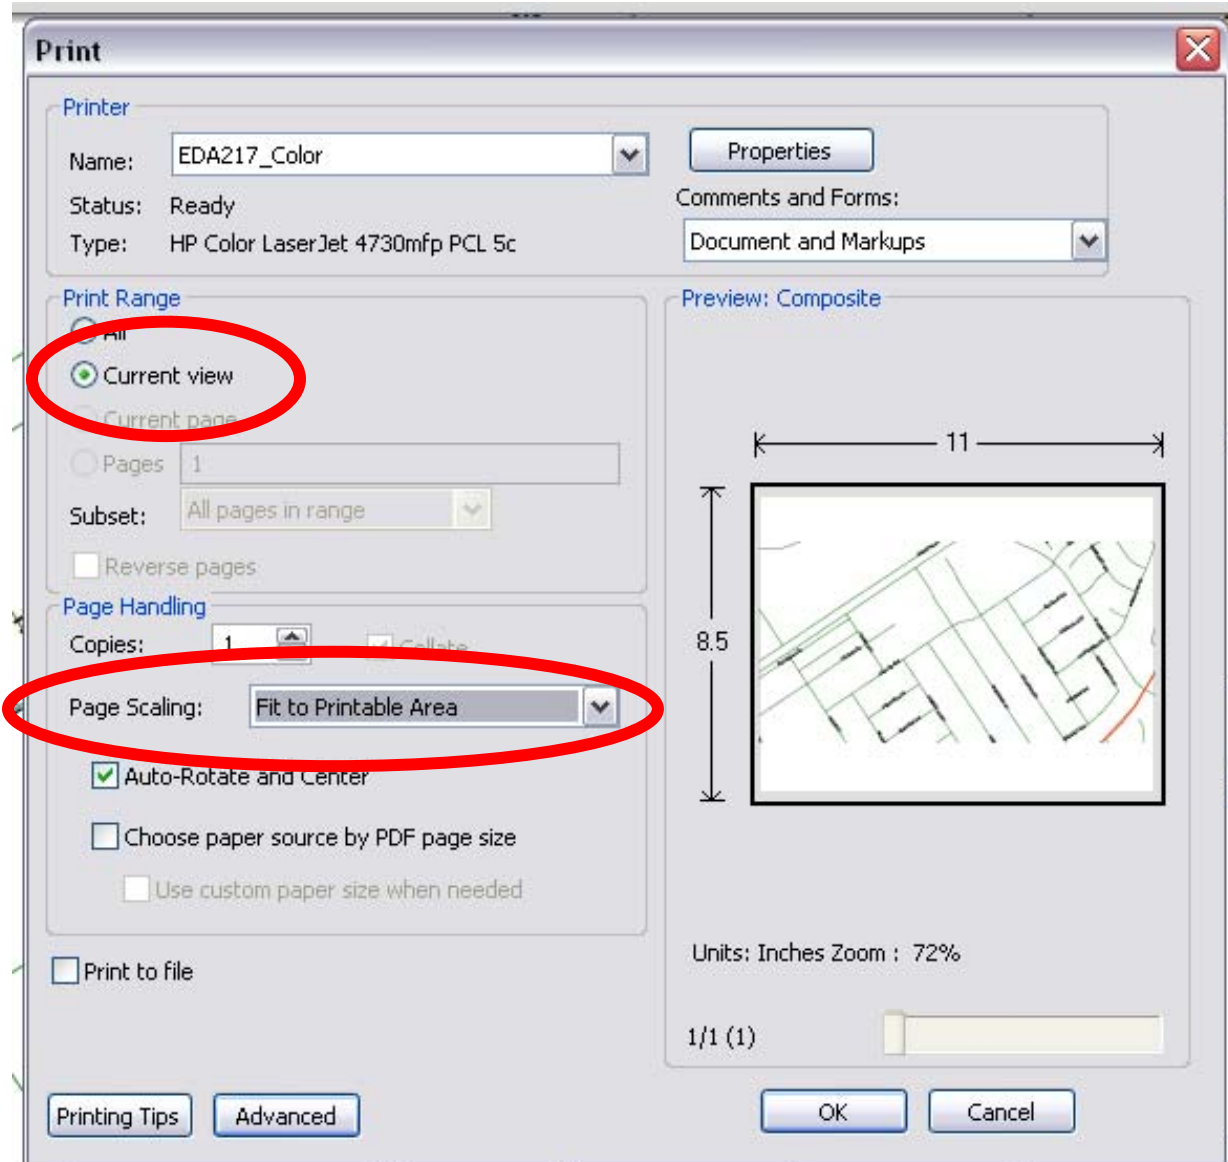 Print
Printer
Name: EDA217_Color
Properties
Status: Ready
Comments and Forms:
Type: HP Color LaserJet 4730mfp PCL 5c
Document and Markups
Print Range
All
Current view
Current page
Pages 1
Subset: All pages in range
Reverse pages
Page Handling
Copies: 1 Collate
Page Scaling: Fit to Printable Area
Auto-Rotate and Center
Choose paper source by PDF page size
Use custom paper size when needed
Print to file
Preview: Composite
11
8.5
Units: Inches Zoom : 72%
1/1 (1)
Printing Tips
Advanced
OK
Cancel